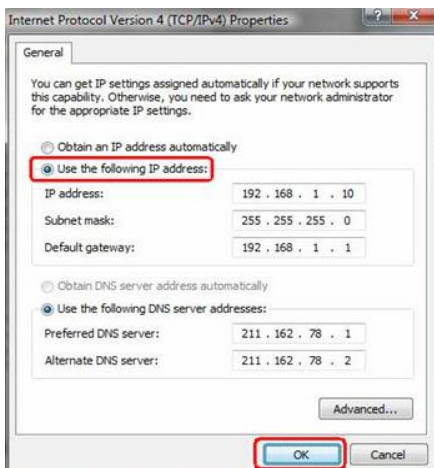 Internet Protocol Version 4 (TCP/IPv4) Properties
General
You can get IP settings assigned automatically if your network supports
this capability. Otherwise, you need to ask your network administrator
for the appropriate IP settings.
Obtain an IP address automatically
Use the following IP address:
IP address: 192 . 168 . 1 . 10
Subnet mask: 255 . 255 . 255 . 0
Default gateway: 192 . 168 . 1 . 1
Obtain DNS server address automatically
Use the following DNS server addresses:
Preferred DNS server: 211 . 162 . 78 . 1
Alternate DNS server: 211 . 162 . 78 . 2
Advanced...
OK Cancel